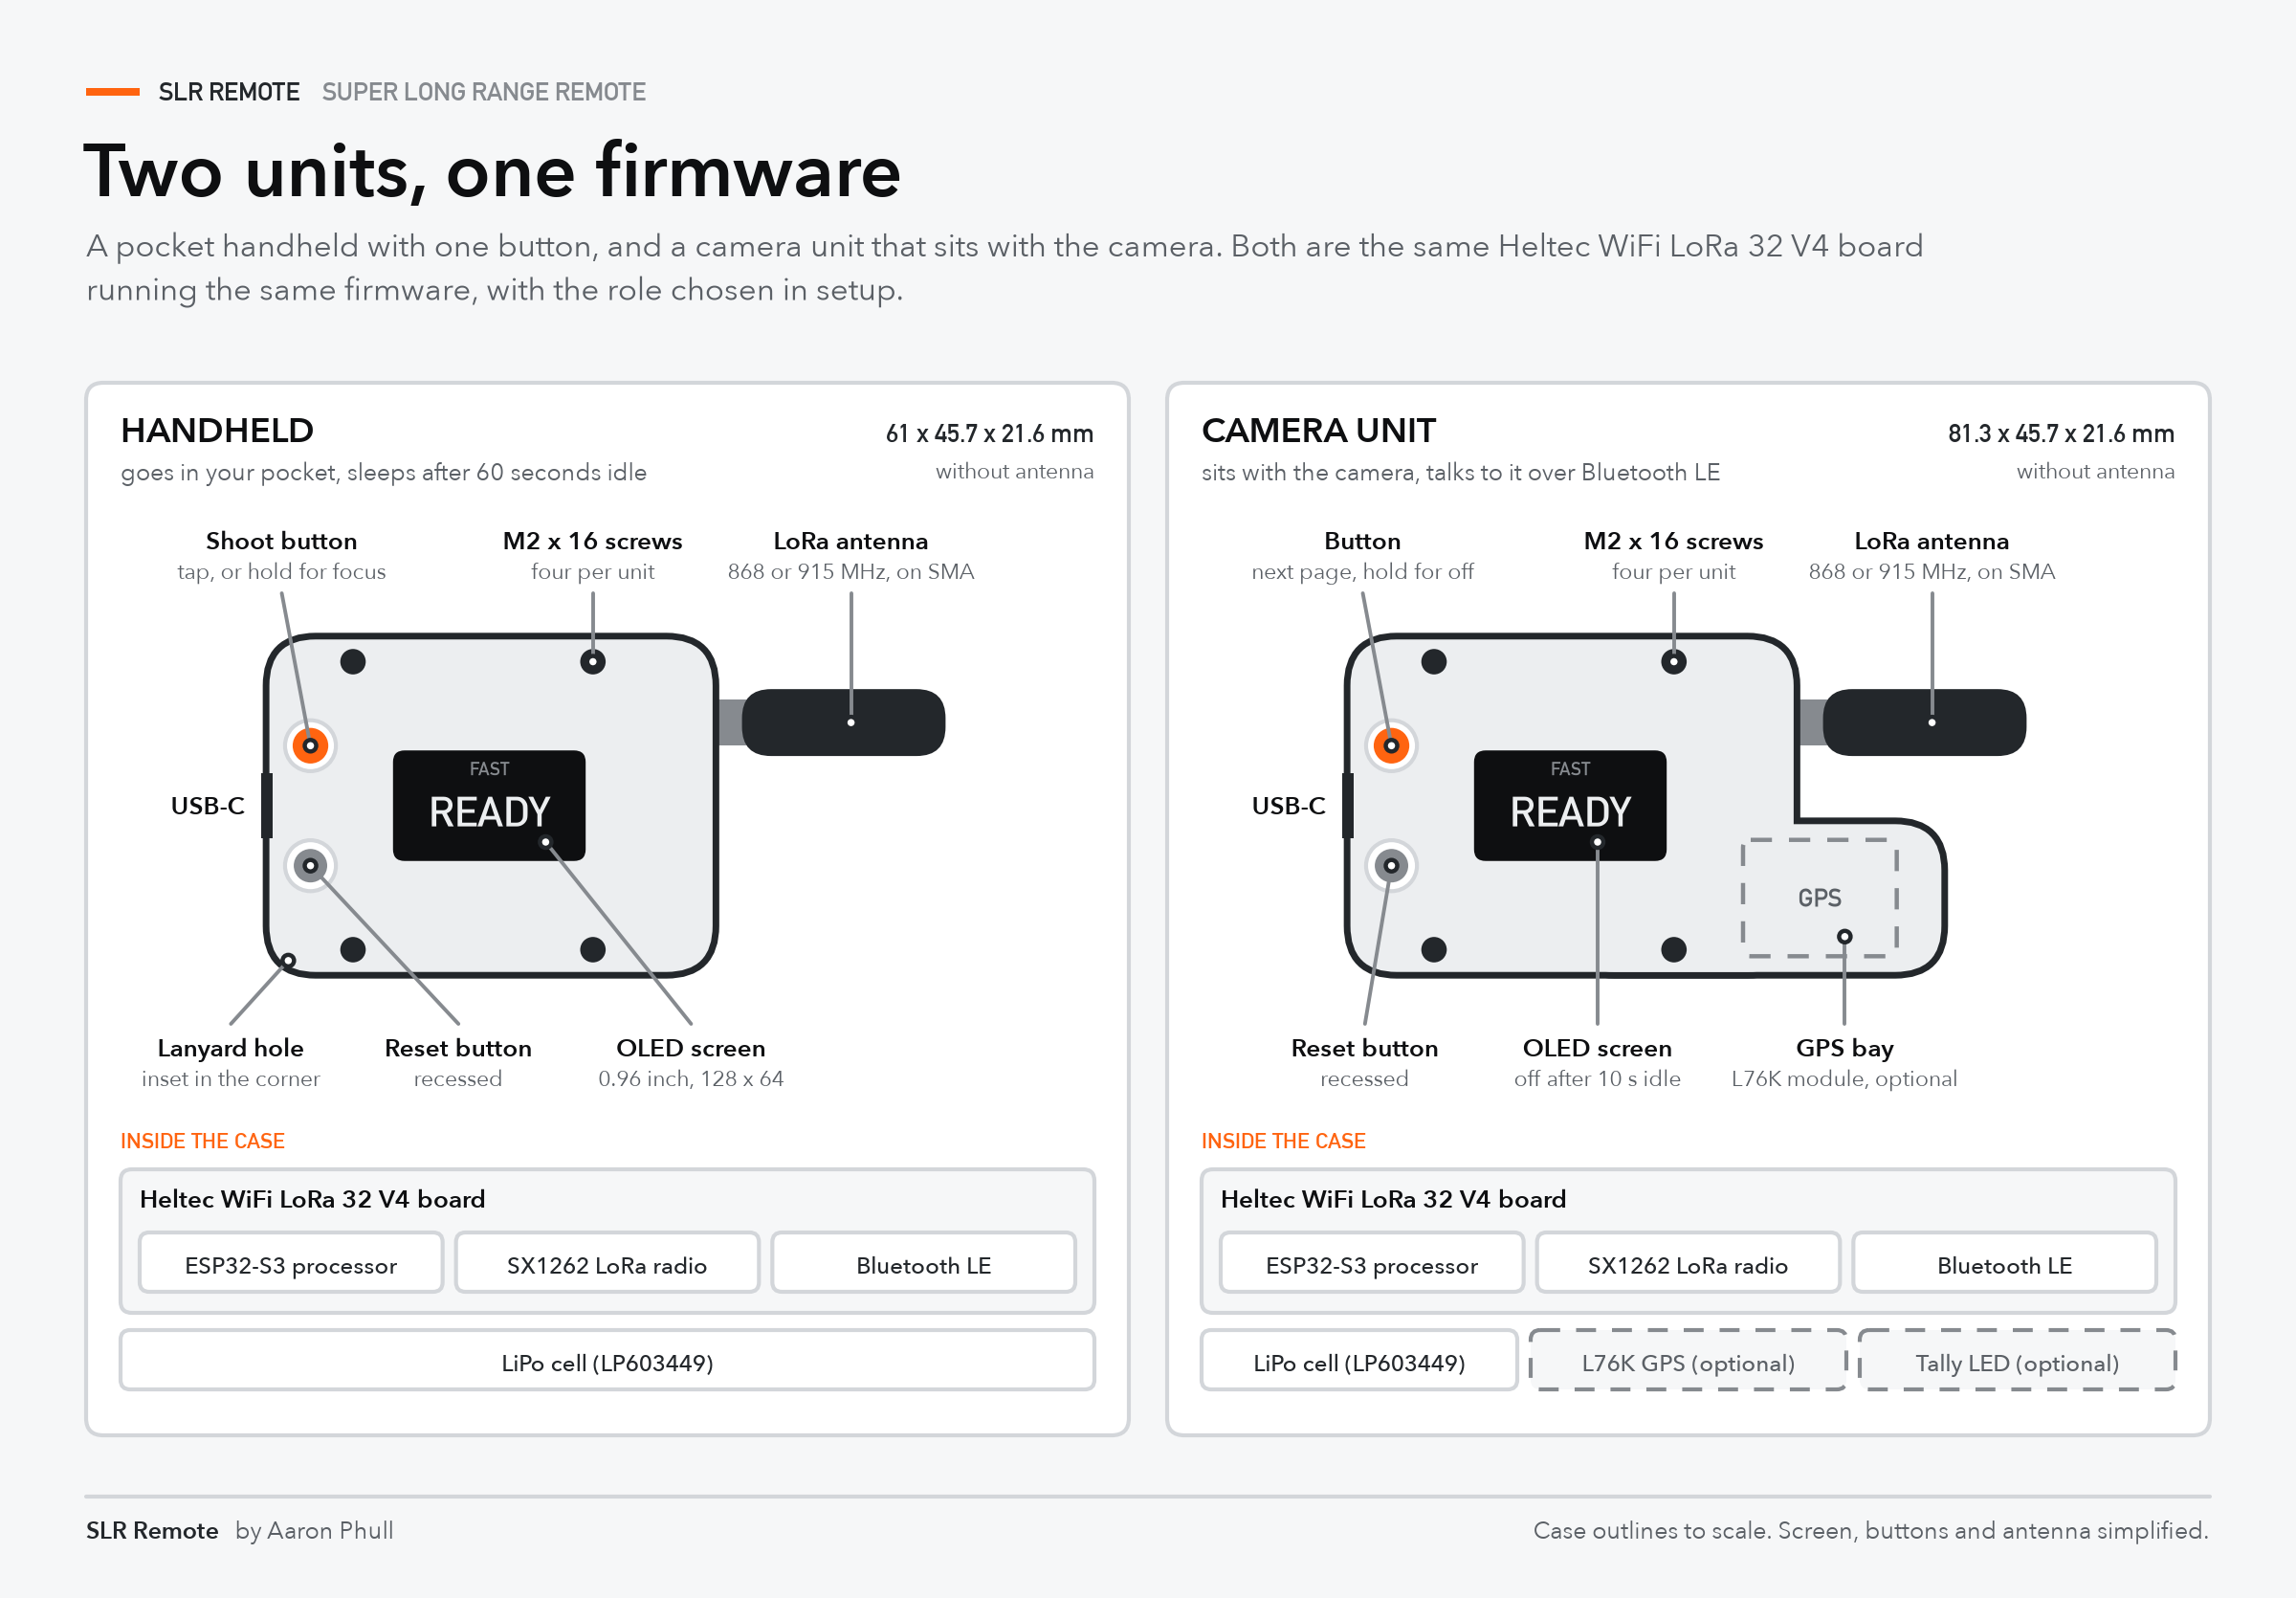 SLR REMOTE SUPER LONG RANGE REMOTE
Two units, one firmware
A pocket handheld with one button, and a camera unit that sits with the camera. Both are the same Heltec WiFi LoRa 32 V4 board
running the same firmware, with the role chosen in setup.
HANDHELD
61 x 45.7 x 21.6 mm
goes in your pocket, sleeps after 60 seconds idle
without antenna
Shoot button
tap, or hold for focus
M2 x 16 screws
four per unit
LoRa antenna
868 or 915 MHz, on SMA
USB-C
FAST
READY
Lanyard hole
inset in the corner
Reset button
recessed
OLED screen
0.96 inch, 128 x 64
INSIDE THE CASE
Heltec WiFi LoRa 32 V4 board
ESP32-S3 processor
SX1262 LoRa radio
Bluetooth LE
LiPo cell (LP603449)
CAMERA UNIT
81.3 x 45.7 x 21.6 mm
sits with the camera, talks to it over Bluetooth LE
without antenna
Button
next page, hold for off
M2 x 16 screws
four per unit
LoRa antenna
868 or 915 MHz, on SMA
USB-C
FAST
READY
GPS
Reset button
recessed
OLED screen
off after 10 s idle
GPS bay
L76K module, optional
INSIDE THE CASE
Heltec WiFi LoRa 32 V4 board
ESP32-S3 processor
SX1262 LoRa radio
Bluetooth LE
LiPo cell (LP603449)
L76K GPS (optional)
Tally LED (optional)
SLR Remote by Aaron Phull
Case outlines to scale. Screen, buttons and antenna simplified.